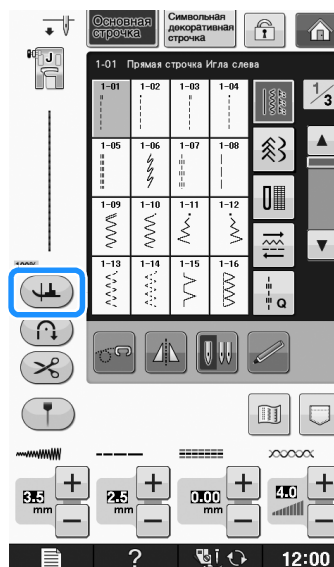 Основная строчка
Символьная декоративная строчка
J
1-01 Прямая строчка Игла слева
1/3
1-01 1-02 1-03 1-04
1-05 1-06 1-07 1-08
1-09 1-10 1-11 1-12
1-13 1-14 1-15 1-16
Q
100%
3.5 mm
2.5 mm
0.00 mm
4.0
?
12:00